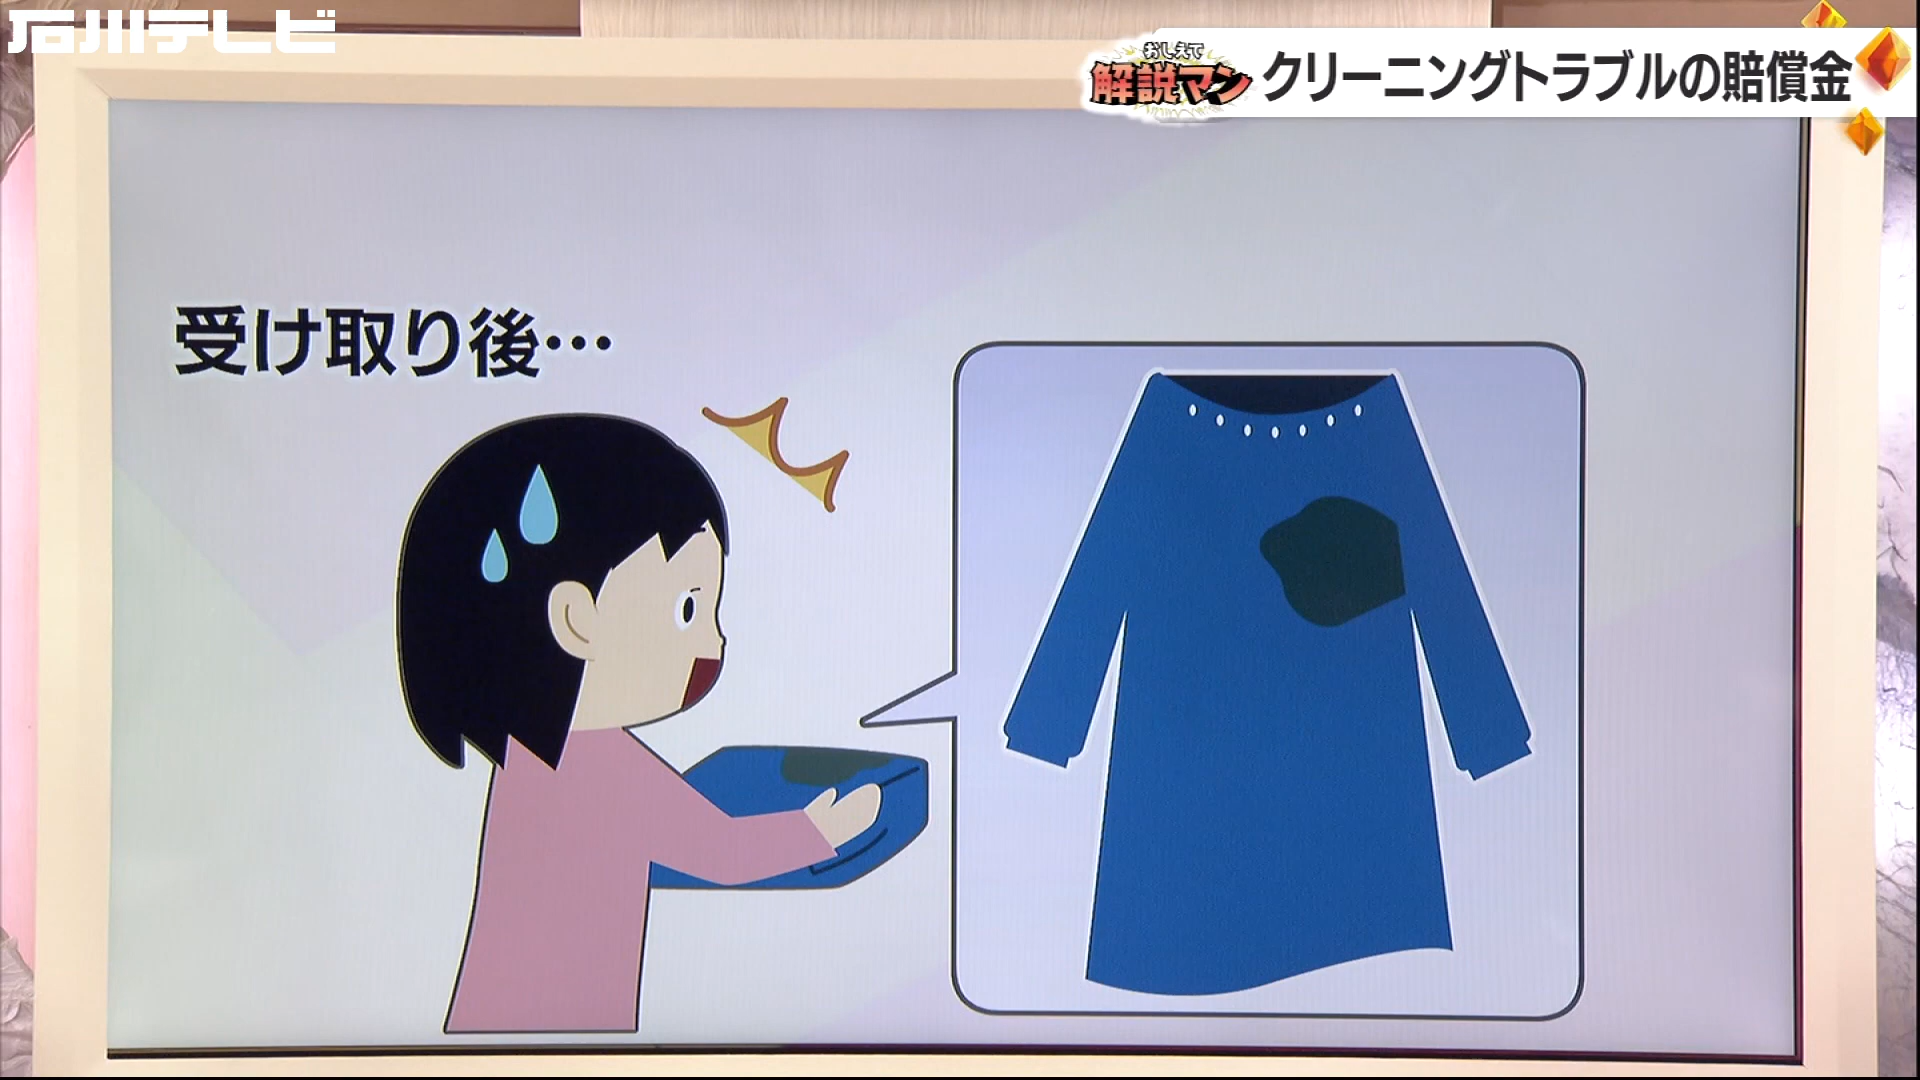 石川テレビ
おしえて
解説マン
クリーニングトラブルの賠償金
受け取り後…